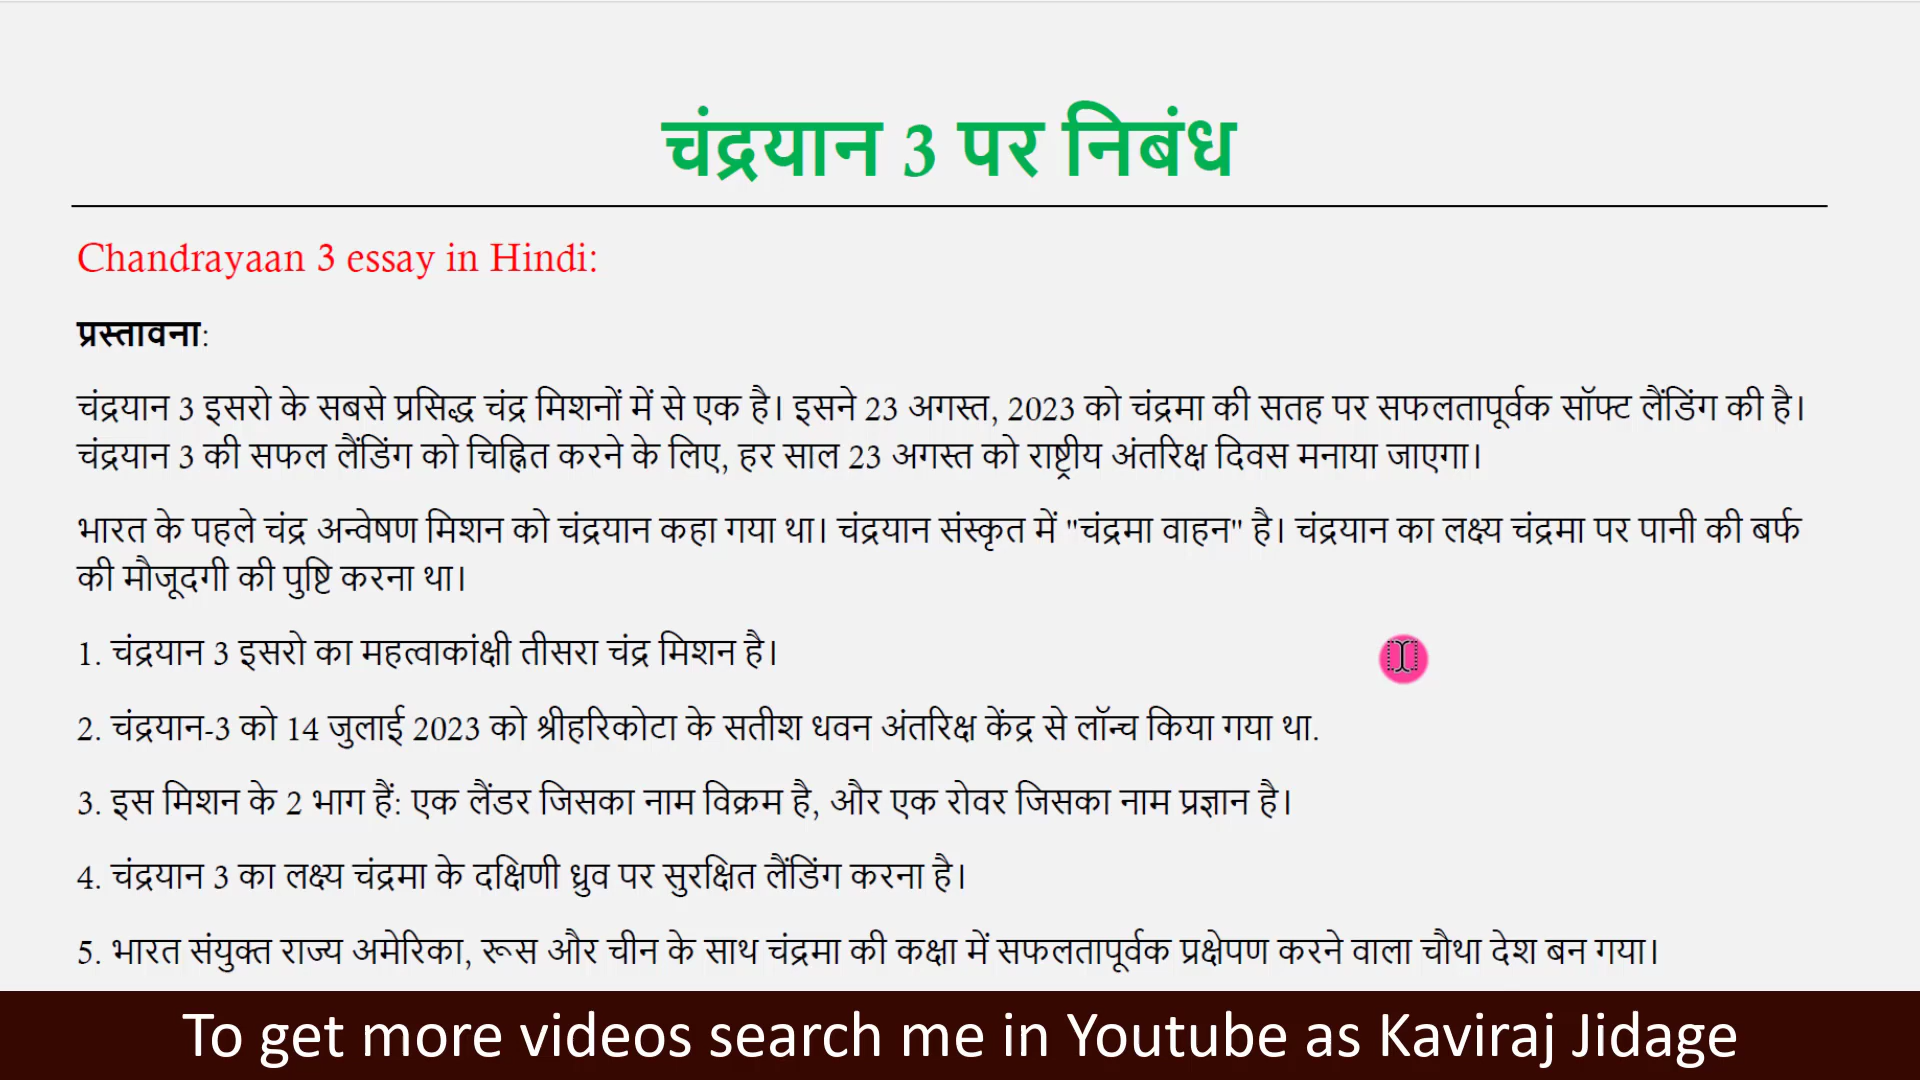 चंद्रयान 3 पर निबंध
Chandrayaan 3 essay in Hindi:
प्रस्तावना:
चंद्रयान 3 इसरो के सबसे प्रसिद्ध चंद्र मिशनों में से एक है। इसने 23 अगस्त, 2023 को चंद्रमा की सतह पर सफलतापूर्वक सॉफ्ट लैंडिंग की है।
चंद्रयान 3 की सफल लैंडिंग को चिह्नित करने के लिए, हर साल 23 अगस्त को राष्ट्रीय अंतरिक्ष दिवस मनाया जाएगा।
भारत के पहले चंद्र अन्वेषण मिशन को चंद्रयान कहा गया था। चंद्रयान संस्कृत में "चंद्रमा वाहन" है। चंद्रयान का लक्ष्य चंद्रमा पर पानी की बर्फ
की मौजूदगी की पुष्टि करना था।
1. चंद्रयान 3 इसरो का महत्वाकांक्षी तीसरा चंद्र मिशन है।
2. चंद्रयान-3 को 14 जुलाई 2023 को श्रीहरिकोटा के सतीश धवन अंतरिक्ष केंद्र से लॉन्च किया गया था.
3. इस मिशन के 2 भाग हैं: एक लैंडर जिसका नाम विक्रम है, और एक रोवर जिसका नाम प्रज्ञान है।
4. चंद्रयान 3 का लक्ष्य चंद्रमा के दक्षिणी ध्रुव पर सुरक्षित लैंडिंग करना है।
5. भारत संयुक्त राज्य अमेरिका, रूस और चीन के साथ चंद्रमा की कक्षा में सफलतापूर्वक प्रक्षेपण करने वाला चौथा देश बन गया।
To get more videos search me in Youtube as Kaviraj Jidage